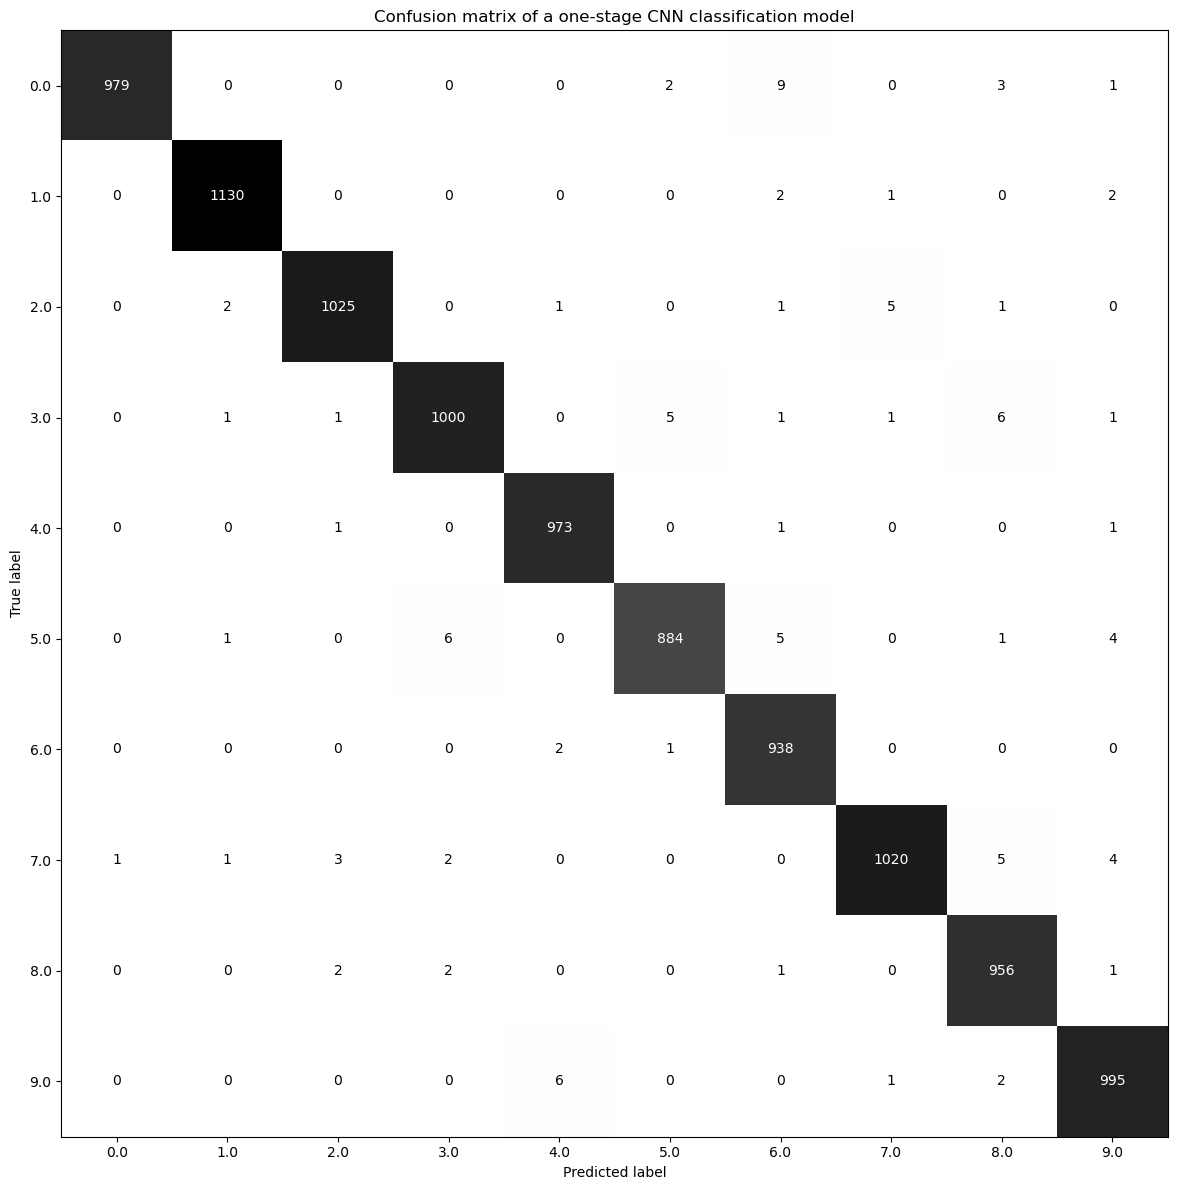 Confusion matrix of a one-stage CNN classification model
0.0 979 0 0 0 0 2 9 0 3 1
1.0 0 1130 0 0 0 0 2 1 0 2
2.0 0 2 1025 0 1 0 1 5 1 0
3.0 0 1 1 1000 0 5 1 1 6 1
4.0 0 0 1 0 973 0 1 0 0 1
True label
5.0 0 1 0 6 0 884 5 0 1 4
6.0 0 0 0 0 2 1 938 0 0 0
7.0 1 1 3 2 0 0 0 1020 5 4
8.0 0 0 2 2 0 0 1 0 956 1
9.0 0 0 0 0 6 0 0 1 2 995
0.0 1.0 2.0 3.0 4.0 5.0 6.0 7.0 8.0 9.0
Predicted label